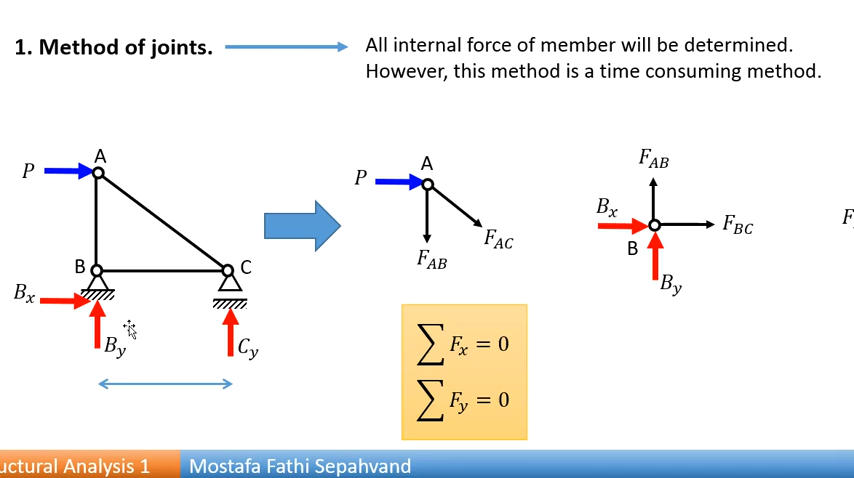 1. Method of joints.
All internal force of member will be determined.
However, this method is a time consuming method.
P
A
B
C
Bx
By
Cy
P
A
FAB
FAC
∑ Fx = 0
∑ Fy = 0
FAB
Bx
B
FBC
By
F
uctural Analysis 1
Mostafa Fathi Sepahvand